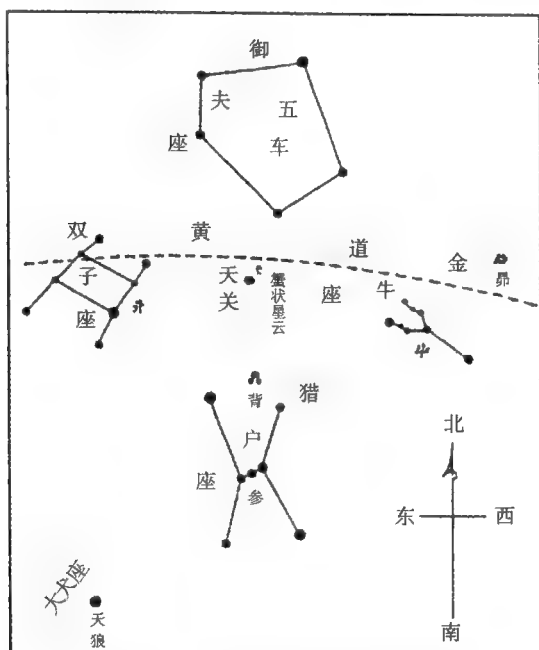 御夫座
五车
双子座
井
黄道
金牛座
昴
天关
蟹状星云
背
猎户座
参
大犬座
天狼
北
东 西
南